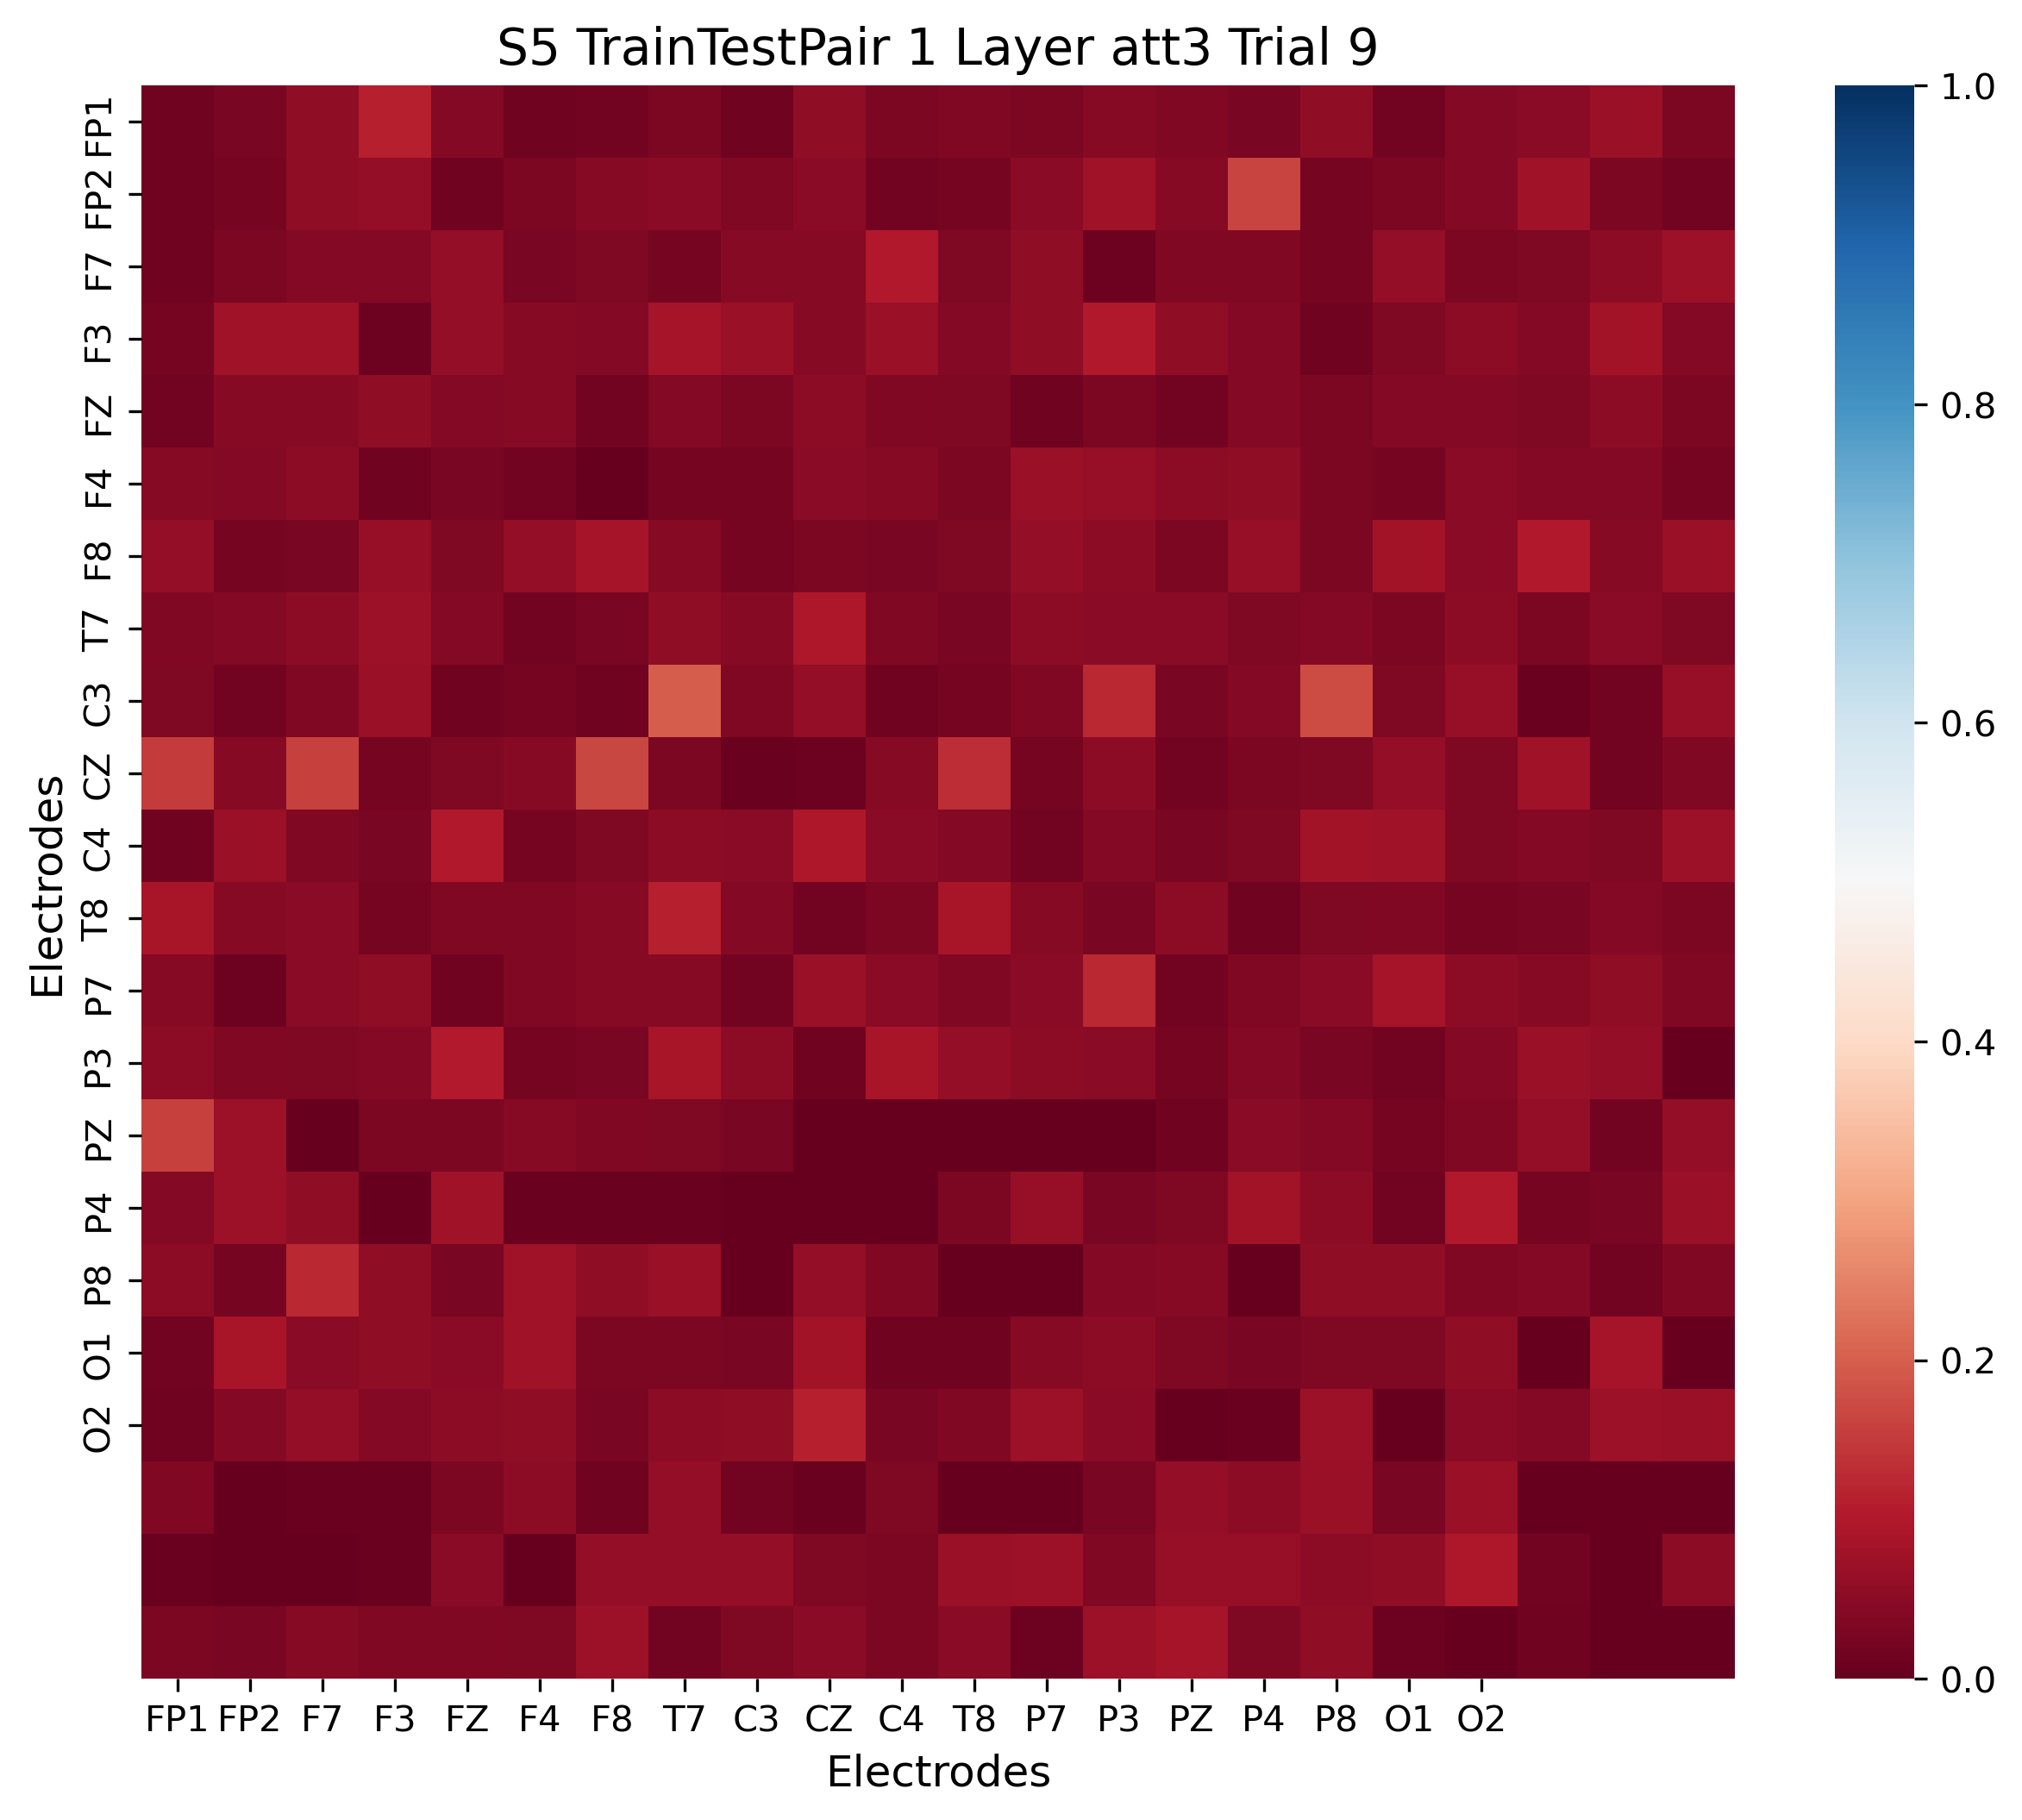 S5 TrainTestPair 1 Layer att3 Trial 9
Electrodes
FP1
FP2
F7
F3
FZ
F4
F8
T7
C3
CZ
C4
T8
P7
P3
PZ
P4
P8
O1
O2
FP1 FP2 F7 F3 FZ F4 F8 T7 C3 CZ C4 T8 P7 P3 PZ P4 P8 O1 O2
Electrodes
1.0
0.8
0.6
0.4
0.2
0.0